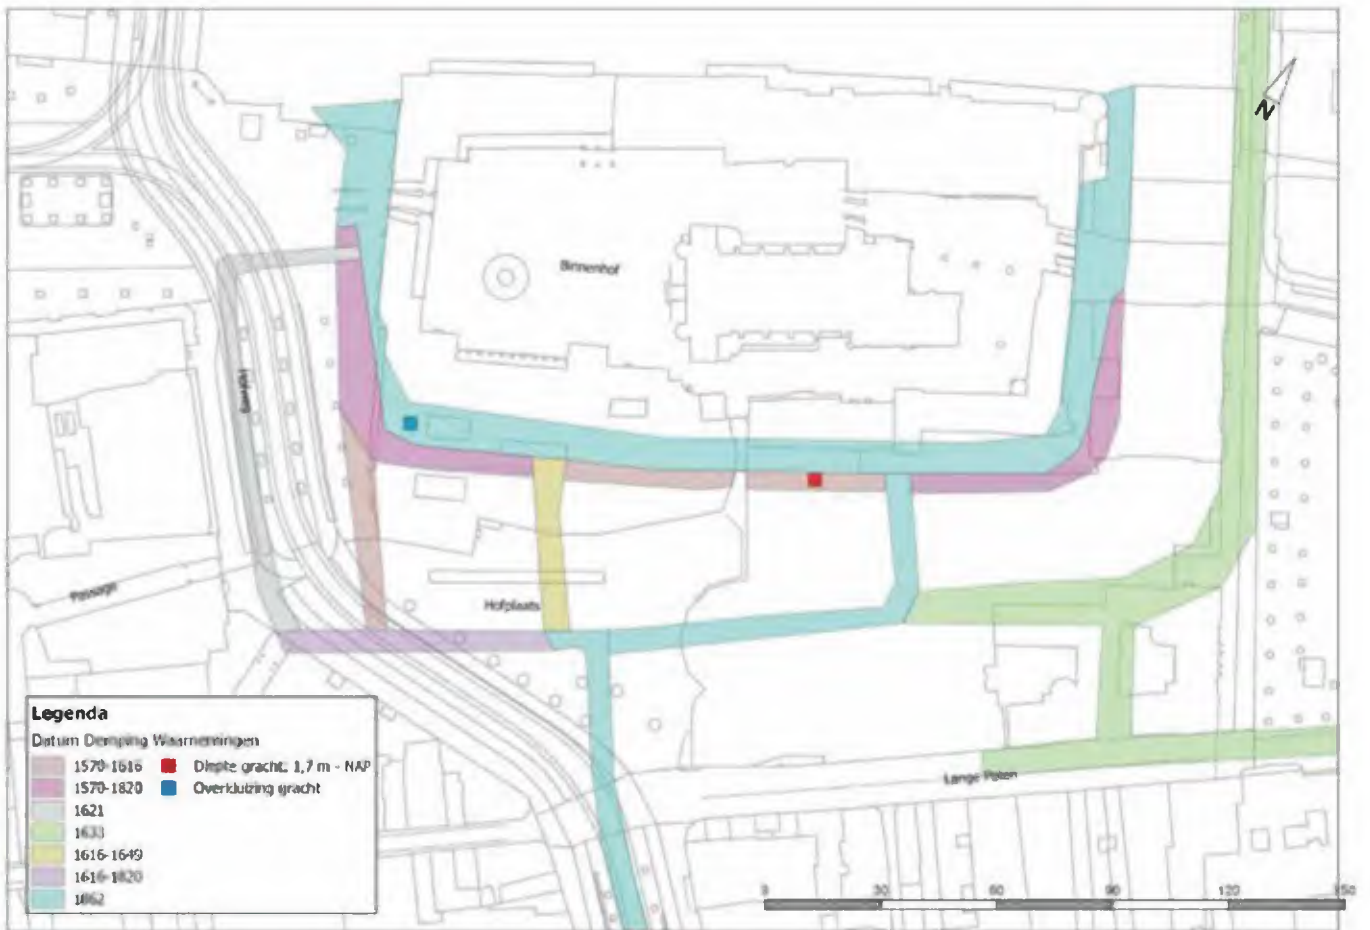 N
Binnenhof
Hofweg
Passage
Hofplaats
Lange Poten
Legenda
Datum Demping Waarnemingen
1570-1616 Diepte gracht: 1,7 m - NAP
1570-1820 Overkluizing gracht
1621
1633
1616-1649
1616-1820
1862
0 30 60 90 120 150